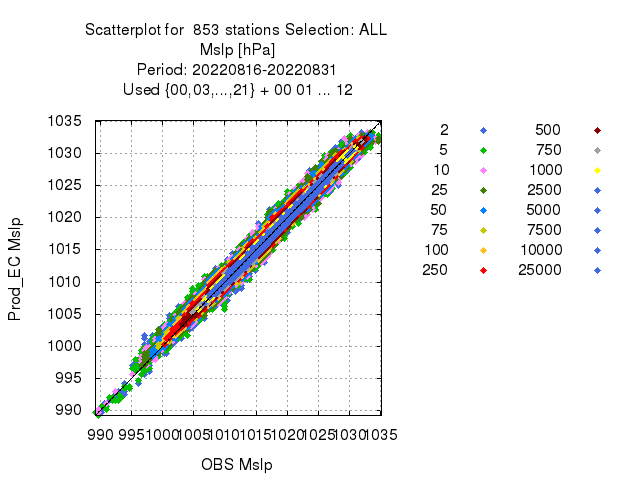 Scatterplot for 853 stations Selection: ALL
Mslp [hPa]
Period: 20220816-20220831
Used {00,03,...,21} + 00 01 ... 12
1035
1030
1025
1020
1015
1010
1005
1000
995
990
Prod_EC Mslp
990 995 1000 1005 1010 1015 1020 1025 1030 1035
OBS Mslp
2 500
5 750
10 1000
25 2500
50 5000
75 7500
100 10000
250 25000